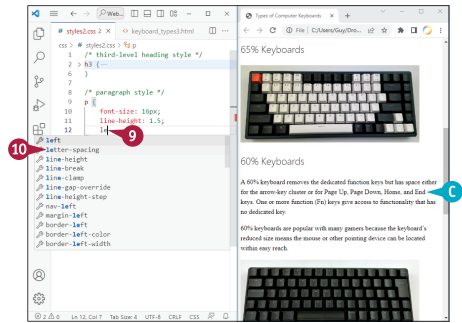 Web...
# styles2.css 2
keyboard_types3.html
css > # styles2.css > p
1 /* third-level heading style */
2 > h3 { ...
6 }
7
8 /* paragraph style */
9 p {
10 font-size: 16px;
11 line-height: 1.5;
12 le
9
10
left
letter-spacing
line-height
line-break
line-clamp
line-gap-override
line-height-step
nav-left
margin-left
border-left
border-left-color
border-left-width
2 0 Ln 12, Col 7 Tab Size: 4 UTF-8 CRLF CSS
Types of Computer Keyboards
File | C:/Users/Guy/Dro...
65% Keyboards
60% Keyboards
A 60% keyboard removes the dedicated function keys but has space either
for the arrow-key cluster or for Page Up, Page Down, Home, and End
keys. One or more function (Fn) keys give access to functionality that has
no dedicated key.
C
60% keyboards are popular with many gamers because the keyboard's
reduced size means the mouse or other pointing device can be located
within easy reach.